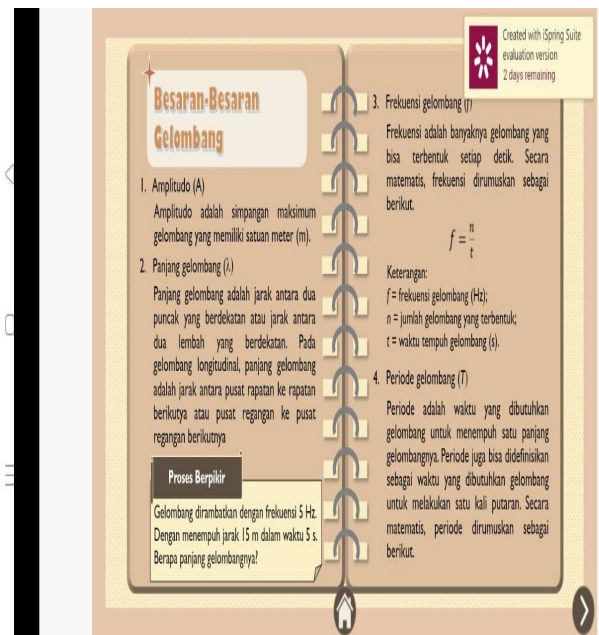 Created with iSpring Suite
evaluation version
2 days remaining
Besaran-Besaran
Gelombang
1. Amplitudo (A)
Amplitudo adalah simpangan maksimum
gelombang yang memiliki satuan meter (m).
2. Panjang gelombang (λ)
Panjang gelombang adalah jarak antara dua
puncak yang berdekatan atau jarak antara
dua lembah yang berdekatan. Pada
gelombang longitudinal, panjang gelombang
adalah jarak antara pusat rapatan ke rapatan
berikutya atau pusat regangan ke pusat
regangan berikutnya
Proses Berpikir
Gelombang dirambatkan dengan frekuensi 5 Hz.
Dengan menempuh jarak 15 m dalam waktu 5 s.
Berapa panjang gelombangnya?
3. Frekuensi gelombang (f)
Frekuensi adalah banyaknya gelombang yang
bisa terbentuk setiap detik. Secara
matematis, frekuensi dirumuskan sebagai
berikut.
f = n/t
Keterangan:
f = frekuensi gelombang (Hz);
n = jumlah gelombang yang terbentuk;
t = waktu tempuh gelombang (s).
4. Periode gelombang (T)
Periode adalah waktu yang dibutuhkan
gelombang untuk menempuh satu panjang
gelombangnya. Periode juga bisa didefinisikan
sebagai waktu yang dibutuhkan gelombang
untuk melakukan satu kali putaran. Secara
matematis, periode dirumuskan sebagai
berikut.